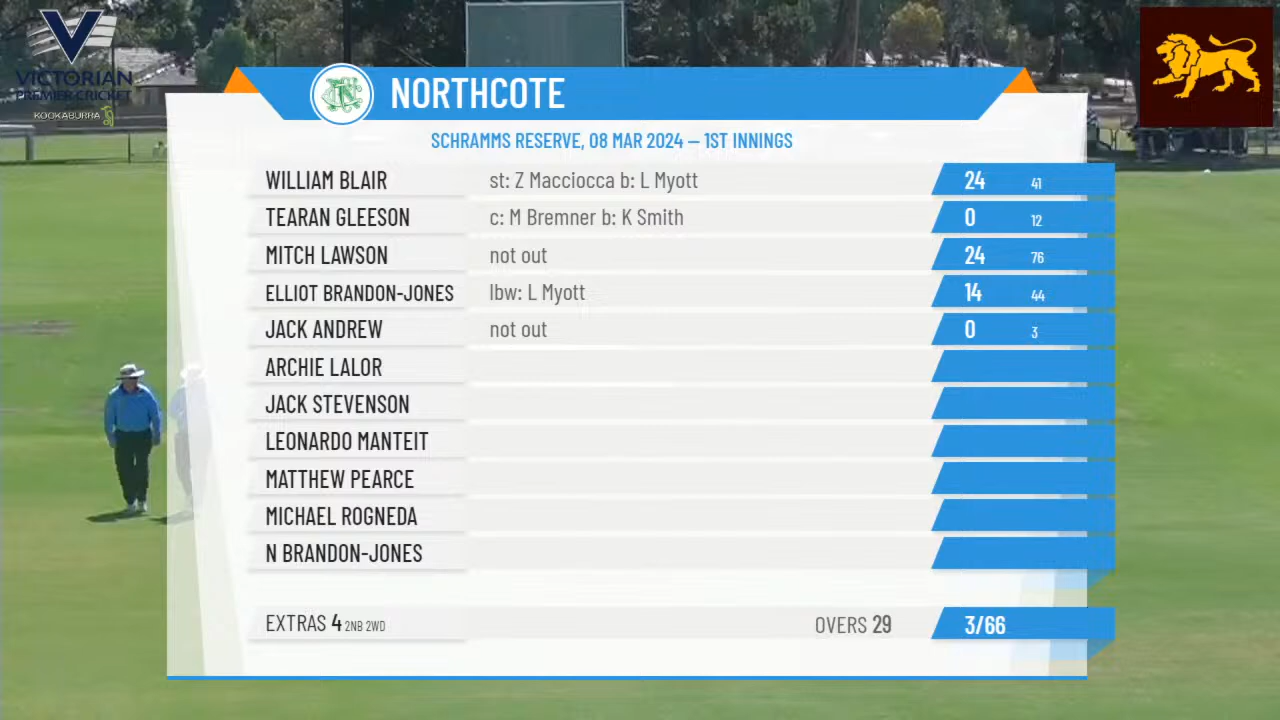 VICTORIAN
PREMIER CRICKET
KOOKABURRA
NORTHCOTE
SCHRAMMS RESERVE, 08 MAR 2024 – 1ST INNINGS
WILLIAM BLAIR st: Z Macciocca b: L Myott 24 41
TEARAN GLEESON c: M Bremner b: K Smith 0 12
MITCH LAWSON not out 24 76
ELLIOT BRANDON-JONES lbw: L Myott 14 44
JACK ANDREW not out 0 3
ARCHIE LALOR
JACK STEVENSON
LEONARDO MANTEIT
MATTHEW PEARCE
MICHAEL ROGNEDA
N BRANDON-JONES
EXTRAS 4 2NB 2WD OVERS 29 3/66